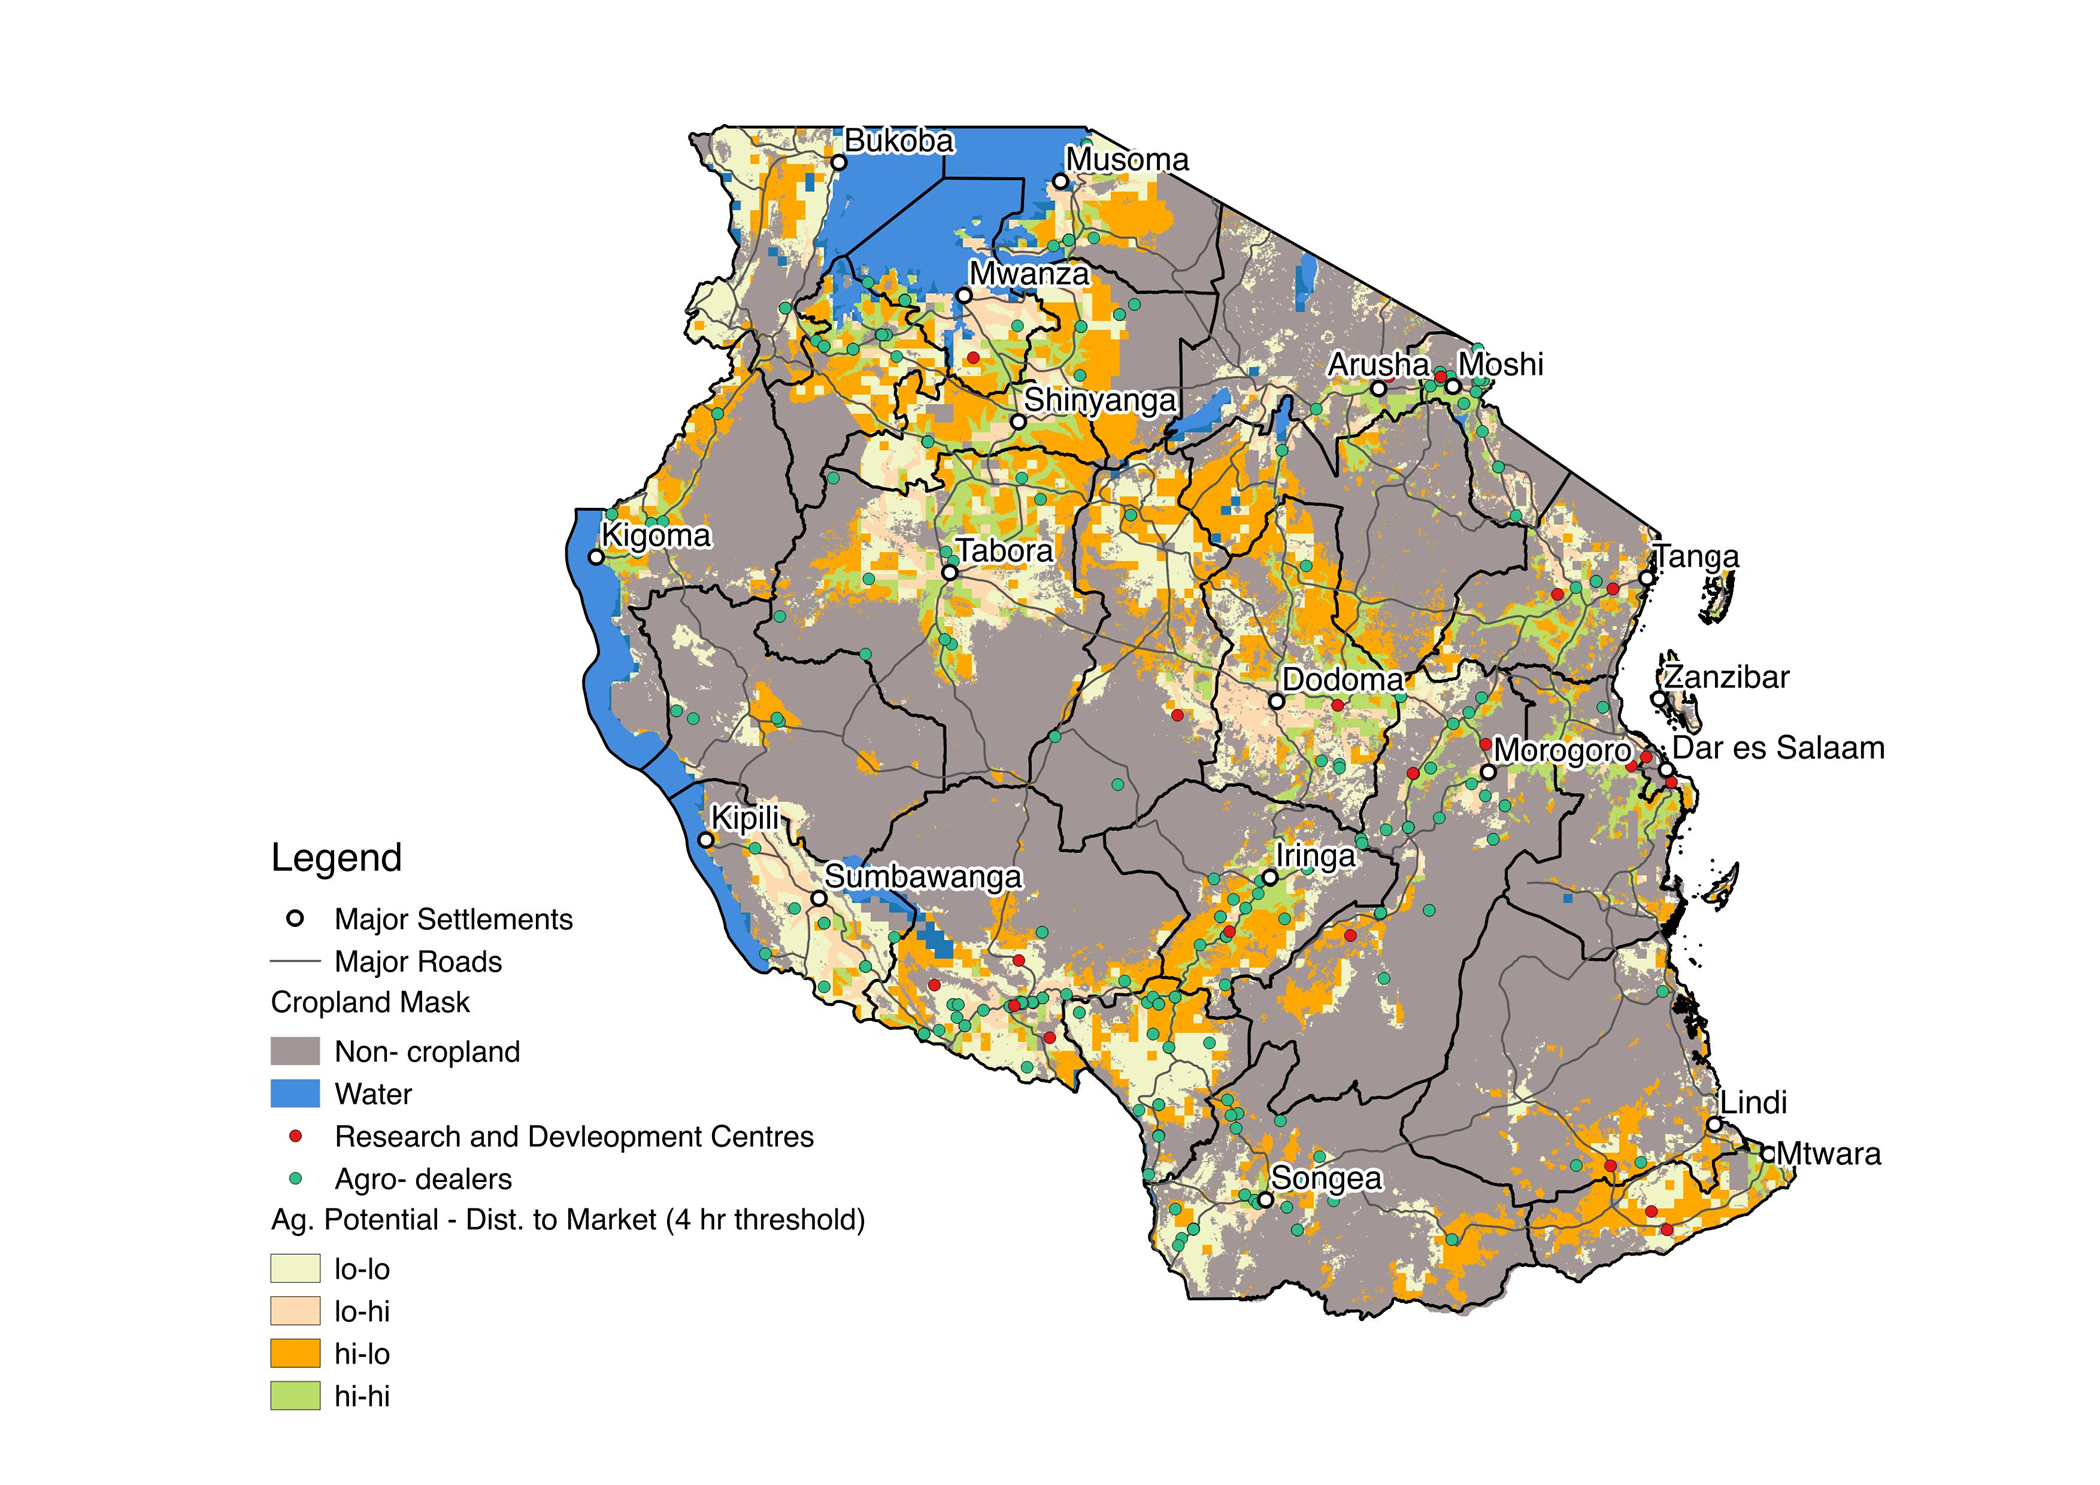 Bukoba
Musoma
Mwanza
Arusha
Moshi
Shinyanga
Kigoma
Tabora
Tanga
Dodoma
Zanzibar
Morogoro
Dar es Salaam
Kipili
Iringa
Sumbawanga
Lindi
Mtwara
Songea
Legend
Major Settlements
Major Roads
Cropland Mask
Non- cropland
Water
Research and Devleopment Centres
Agro- dealers
Ag. Potential - Dist. to Market (4 hr threshold)
lo-lo
lo-hi
hi-lo
hi-hi